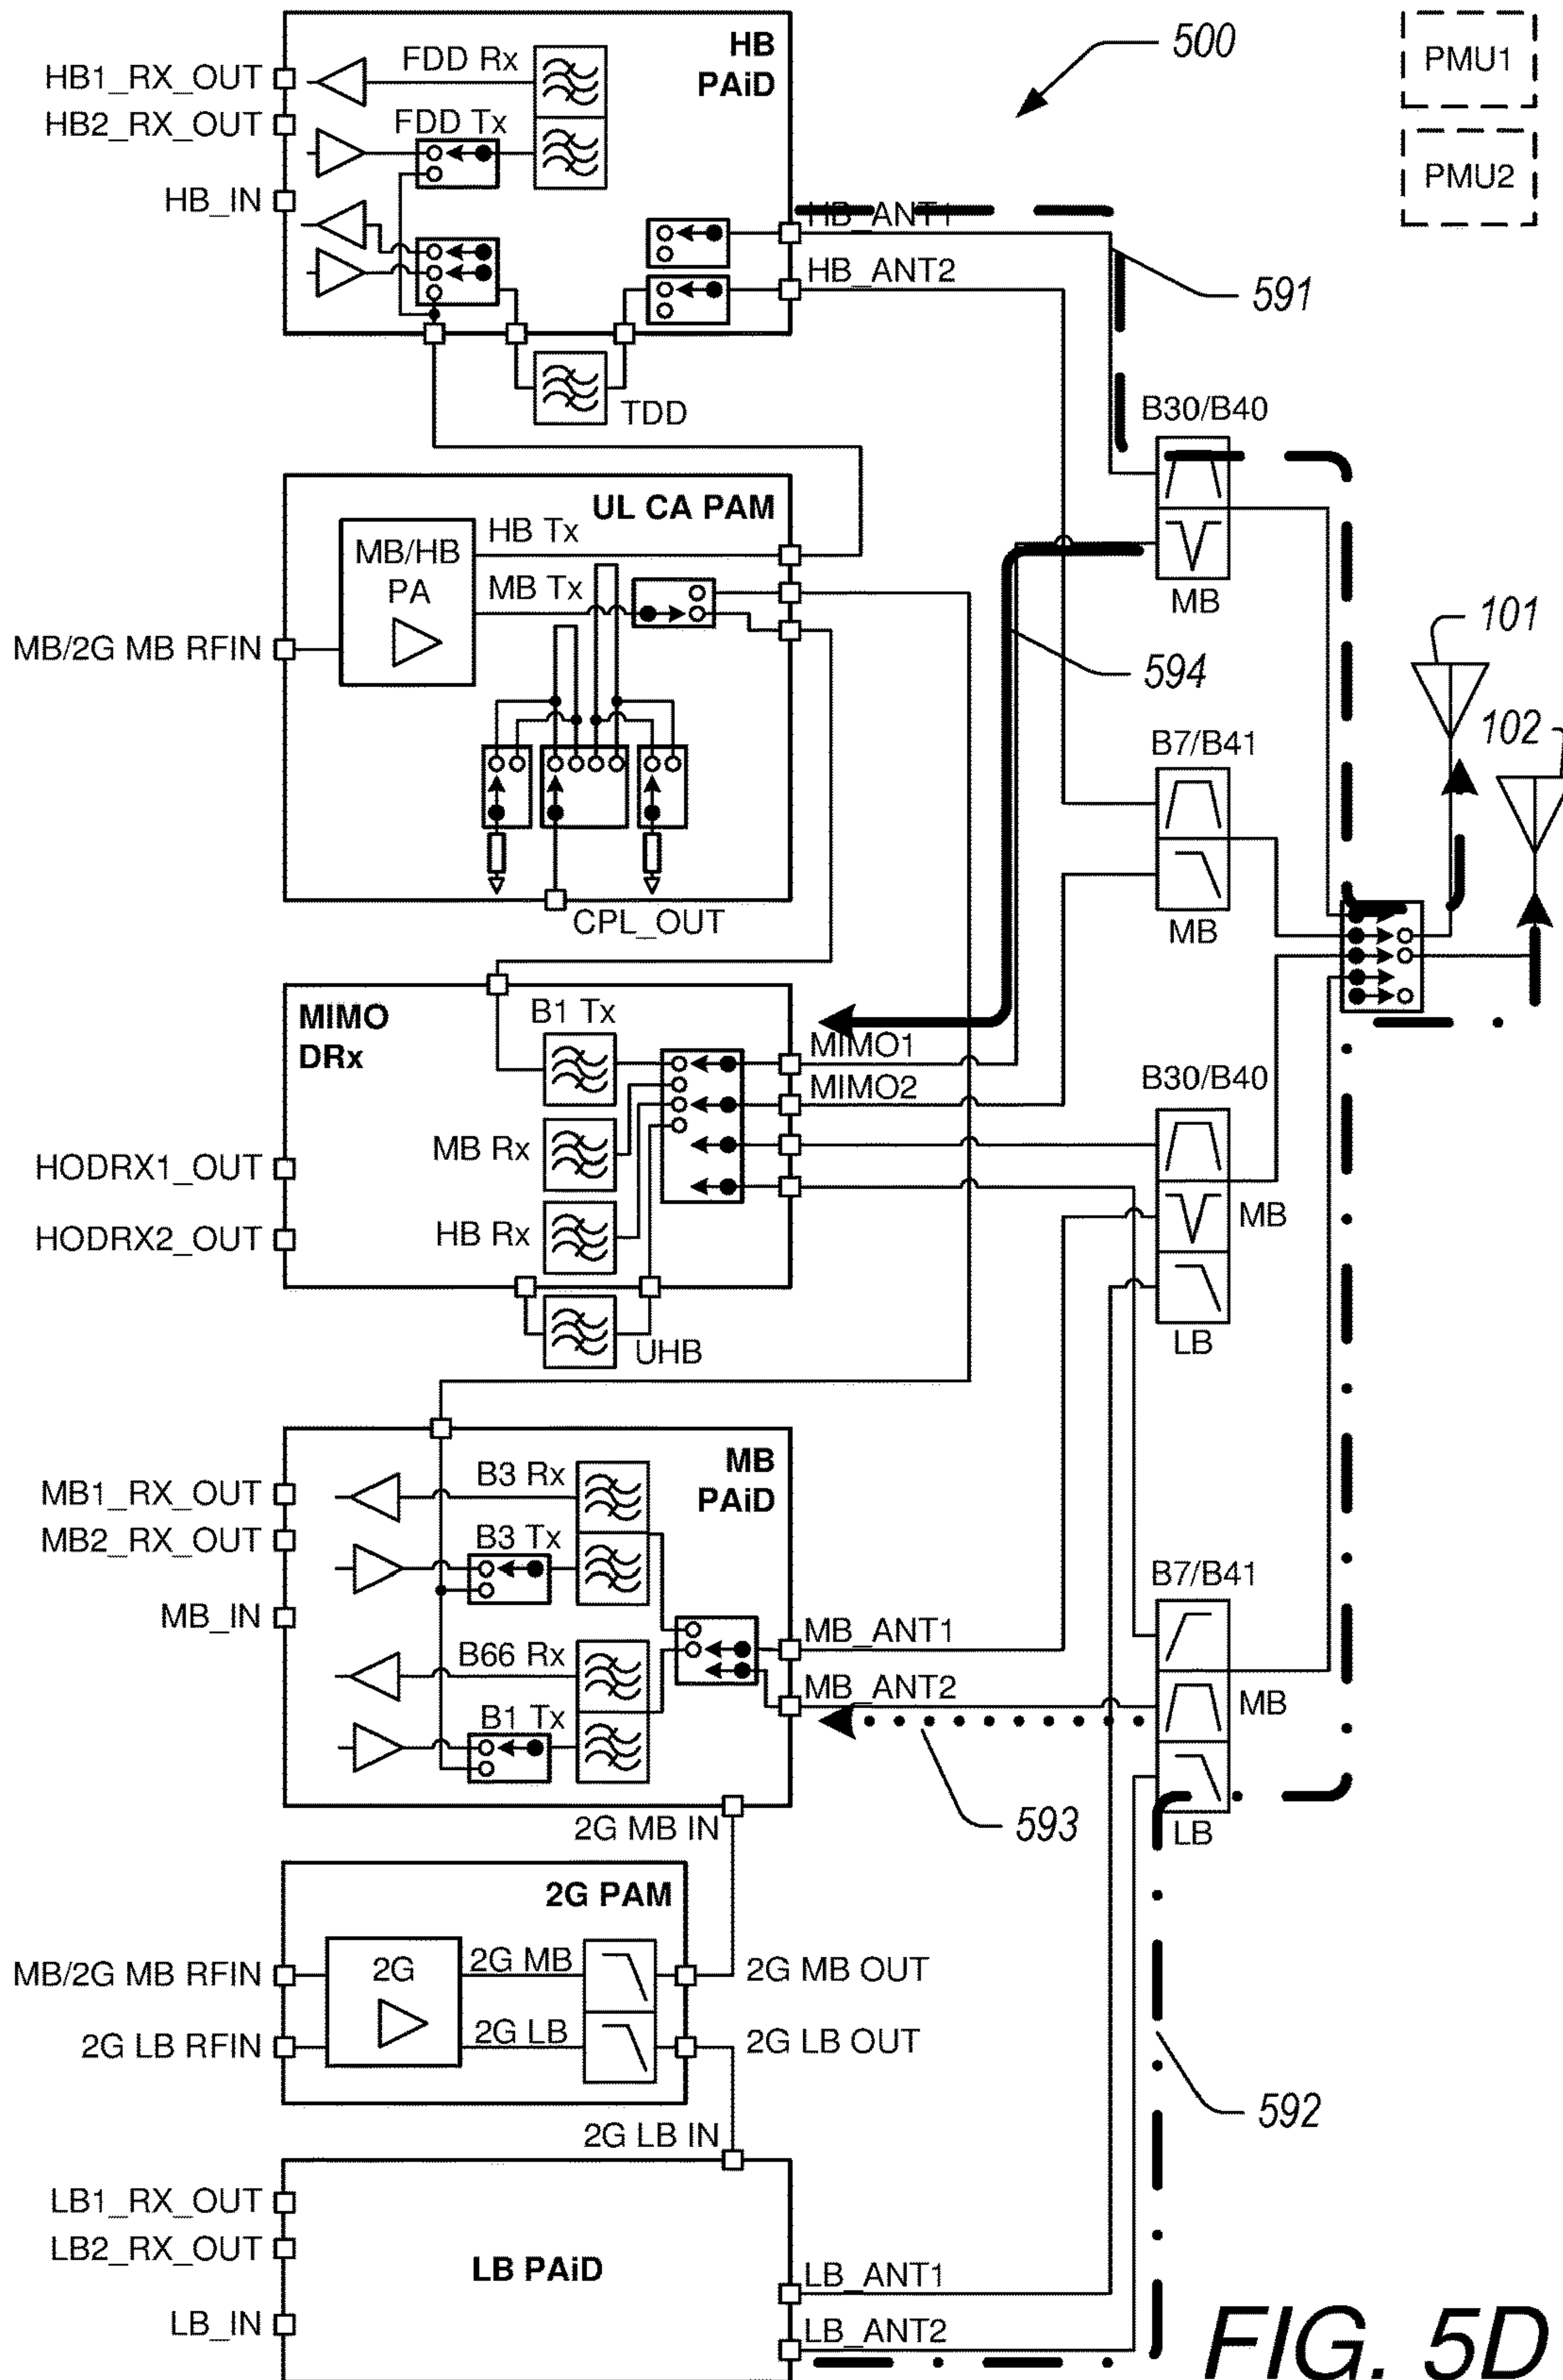 HB
PAiD
500
PMU1
PMU2
HB1_RX_OUT
FDD Rx
HB2_RX_OUT
FDD Tx
HB_IN
HB_ANT1
HB_ANT2
591
TDD
B30/B40
MB
UL CA PAM
MB/HB
PA
HB Tx
MB Tx
MB/2G MB RFIN
CPL_OUT
594
101
102
B7/B41
MB
MIMO
DRx
B1 Tx
MB Rx
HB Rx
MIMO1
MIMO2
HODRX1_OUT
HODRX2_OUT
UHB
B30/B40
MB
LB
MB
PAiD
MB1_RX_OUT
B3 Rx
MB2_RX_OUT
B3 Tx
MB_IN
B66 Rx
B1 Tx
MB_ANT1
MB_ANT2
B7/B41
MB
LB
593
2G MB IN
2G PAM
MB/2G MB RFIN
2G
2G MB
2G MB OUT
2G LB RFIN
2G LB
2G LB OUT
592
2G LB IN
LB1_RX_OUT
LB2_RX_OUT
LB PAiD
LB_IN
LB_ANT1
LB_ANT2
FIG. 5D